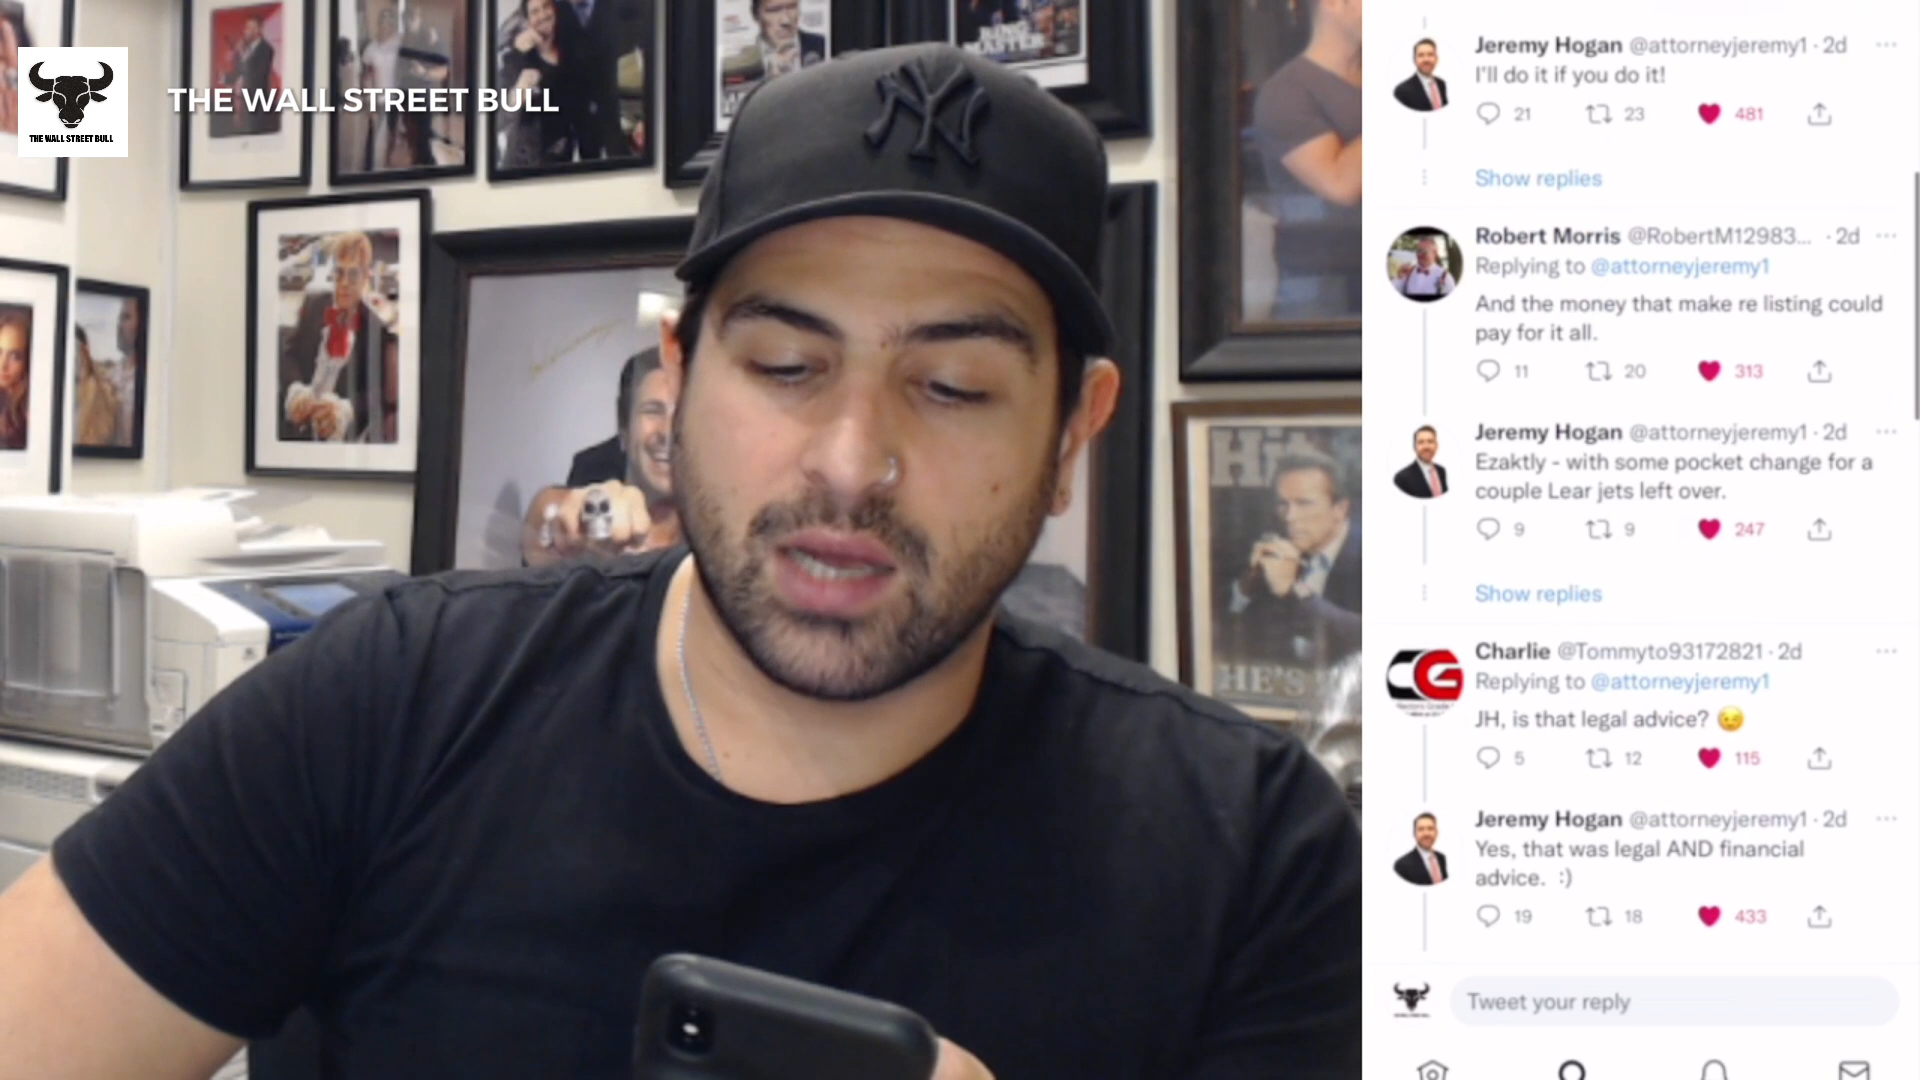 THE WALL STREET BULL
THE WALL STREET BULL
NY
RING
MASTER
HE'S
Jeremy Hogan @attorneyjeremy1 · 2d
I'll do it if you do it!
21 23 481
Show replies
Robert Morris @RobertM12983... · 2d
Replying to @attorneyjeremy1
And the money that make re listing could
pay for it all.
11 20 313
Jeremy Hogan @attorneyjeremy1 · 2d
Ezaktly - with some pocket change for a
couple Lear jets left over.
9 9 247
Show replies
Charlie @Tommyto93172821 · 2d
Replying to @attorneyjeremy1
JH, is that legal advice? 😉
5 12 115
Jeremy Hogan @attorneyjeremy1 · 2d
Yes, that was legal AND financial
advice. :)
19 18 433
Tweet your reply